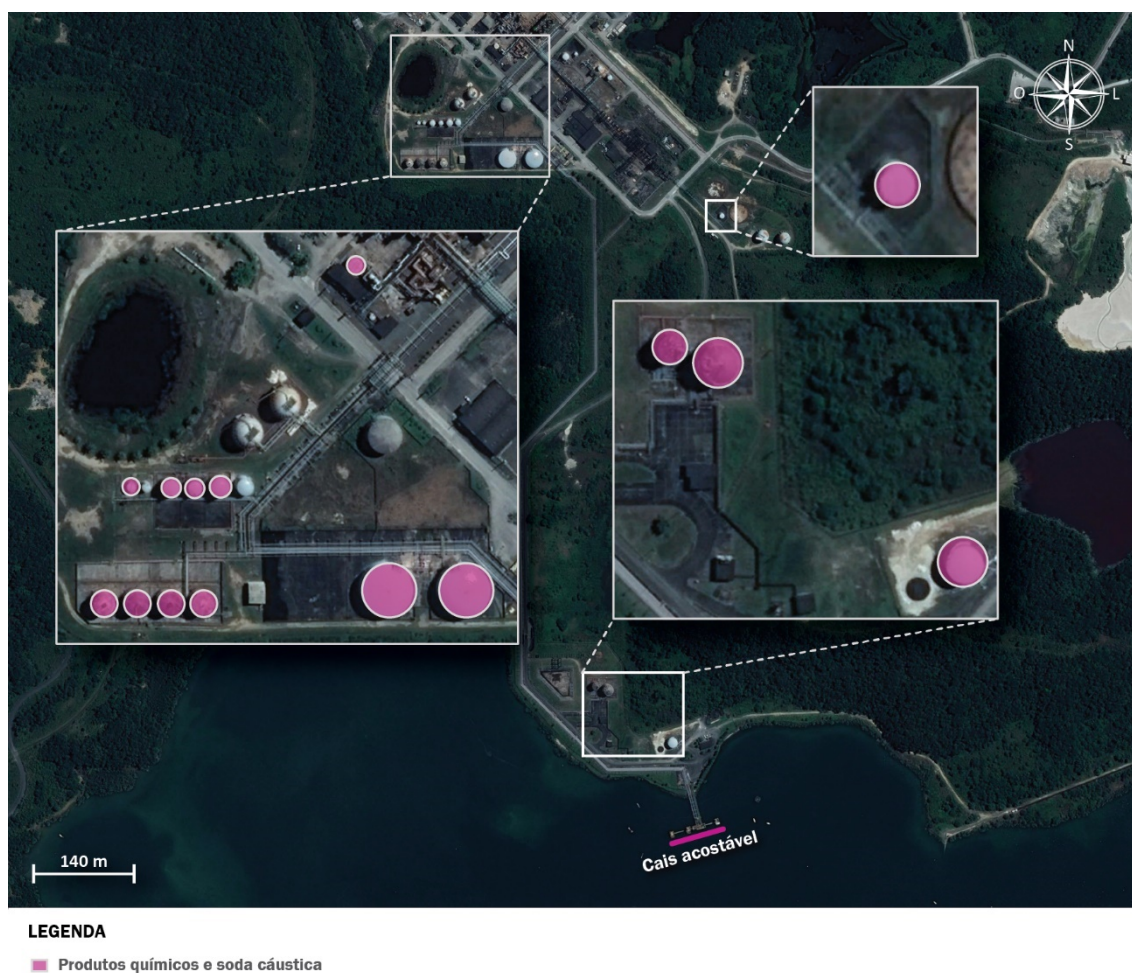 N
O
L
S
Cais acostável
140 m
LEGENDA
Produtos químicos e soda cáustica